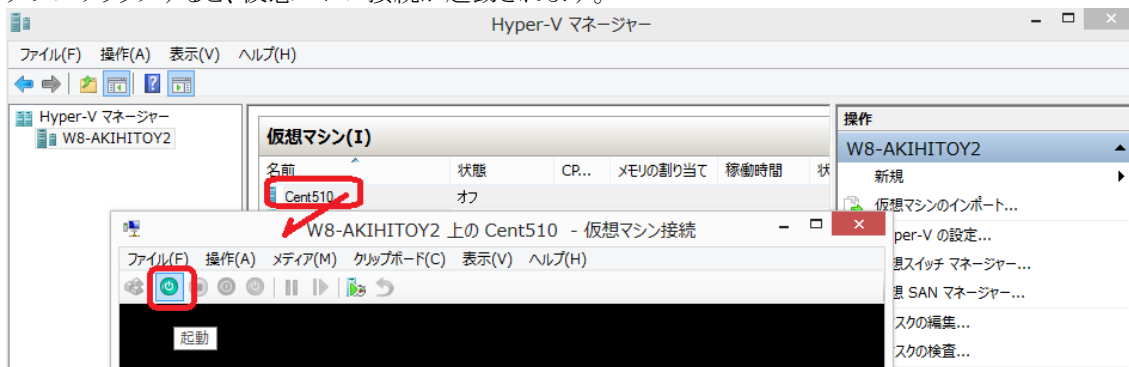 Hyper-V マネージャー
ファイル(F) 操作(A) 表示(V) ヘルプ(H)
Hyper-V マネージャー
W8-AKIHITOY2
仮想マシン(I)
名前 状態 CP... メモリの割り当て 稼働時間 状
Cent510 オフ
W8-AKIHITOY2 上の Cent510 - 仮想マシン接続
ファイル(F) 操作(A) メディア(M) クリップボード(C) 表示(V) ヘルプ(H)
起動
操作
W8-AKIHITOY2
新規
仮想マシンのインポート...
per-V の設定...
想スイッチ マネージャー...
想 SAN マネージャー...
スクの編集...
スクの検査...